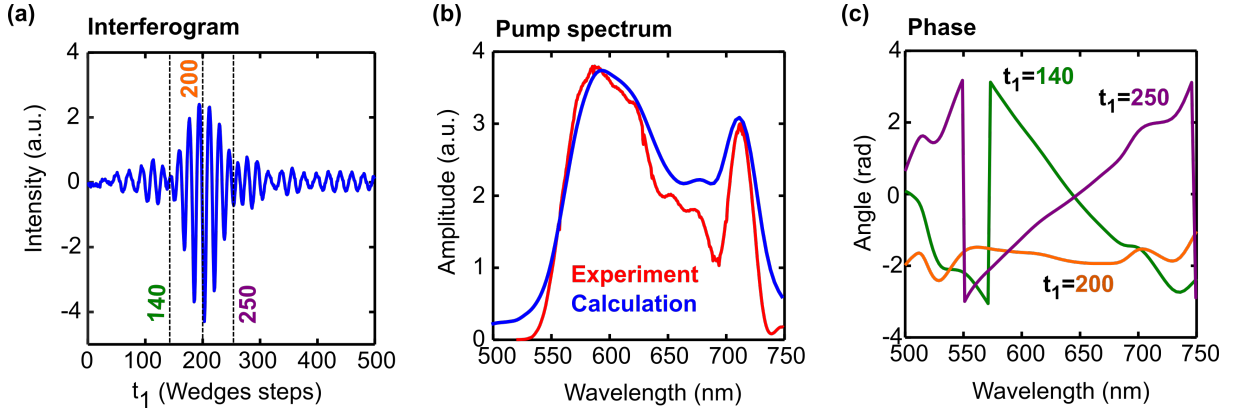 (a)
Interferogram
Intensity (a.u.)
4
2
0
-2
-4
200
140
250
0
100
200
300
400
500
t1 (Wedges steps)
(b)
Pump spectrum
Amplitude (a.u.)
4
3
2
1
0
Experiment
Calculation
500
550
600
650
700
750
Wavelength (nm)
(c)
Phase
Angle (rad)
4
2
0
-2
-4
t1=140
t1=250
t1=200
500
550
600
650
700
750
Wavelength (nm)